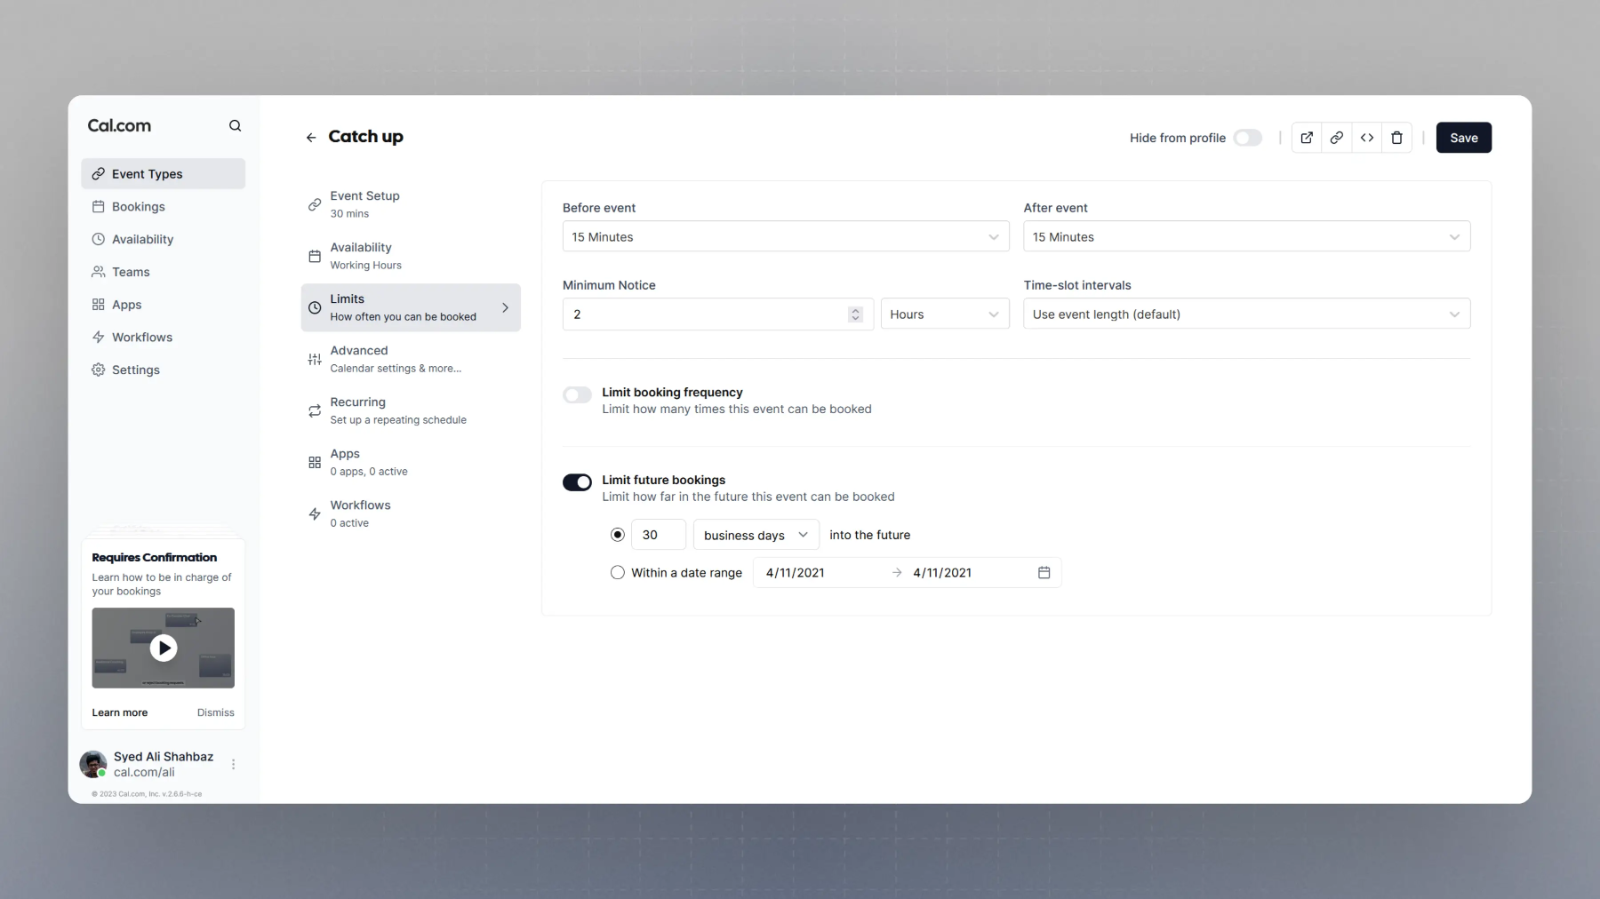 Cal.com
Event Types
Bookings
Availability
Teams
Apps
Workflows
Settings
Requires Confirmation
Learn how to be in charge of
your bookings
Learn more
Dismiss
Syed Ali Shahbaz
cal.com/ali
© 2023 Cal.com, Inc. v.2.6.6-h-ce
Catch up
Hide from profile
Save
Event Setup
30 mins
Availability
Working Hours
Limits
How often you can be booked
Advanced
Calendar settings & more...
Recurring
Set up a repeating schedule
Apps
0 apps, 0 active
Workflows
0 active
Before event
15 Minutes
After event
15 Minutes
Minimum Notice
2
Hours
Time-slot intervals
Use event length (default)
Limit booking frequency
Limit how many times this event can be booked
Limit future bookings
Limit how far in the future this event can be booked
30 business days into the future
Within a date range 4/11/2021 → 4/11/2021